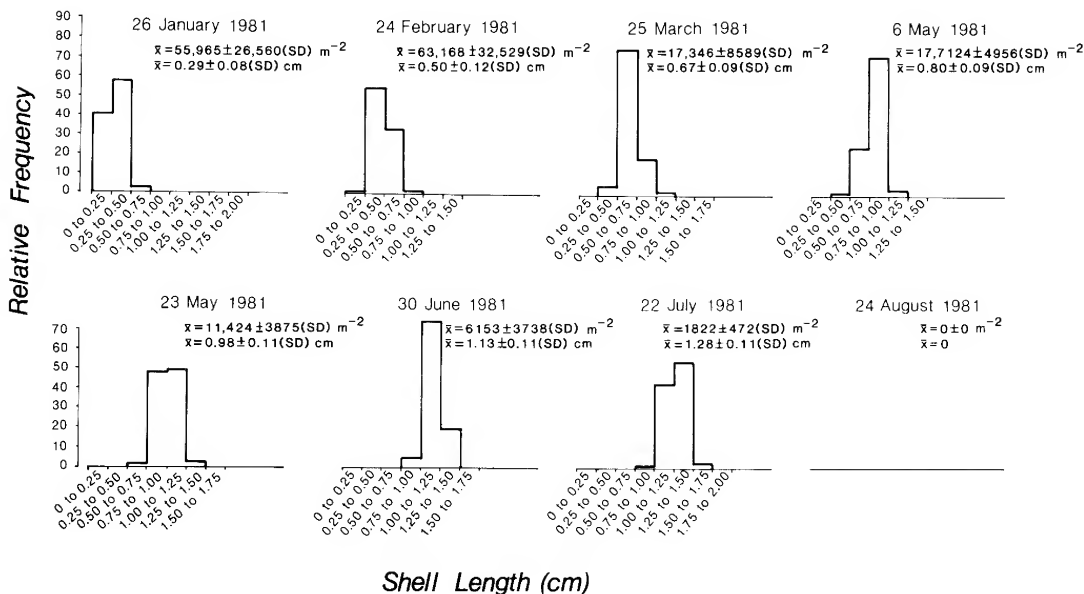 Relative Frequency
90
80
70
60
50
40
30
20
10
0
26 January 1981
x̄=55,965±26,560(SD) m⁻²
x̄=0.29±0.08(SD) cm
0 to 0.25
0.25 to 0.50
0.50 to 0.75
0.75 to 1.00
1.00 to 1.25
1.25 to 1.50
1.50 to 1.75
1.75 to 2.00
24 February 1981
x̄=63,168±32,529(SD) m⁻²
x̄=0.50±0.12(SD) cm
0 to 0.25
0.25 to 0.50
0.50 to 0.75
0.75 to 1.00
1.00 to 1.25
1.25 to 1.50
25 March 1981
x̄=17,346±8589(SD) m⁻²
x̄=0.67±0.09(SD) cm
0 to 0.25
0.25 to 0.50
0.50 to 0.75
0.75 to 1.00
1.00 to 1.25
1.25 to 1.50
1.50 to 1.75
6 May 1981
x̄=17,7124±4956(SD) m⁻²
x̄=0.80±0.09(SD) cm
0 to 0.25
0.25 to 0.50
0.50 to 0.75
0.75 to 1.00
1.00 to 1.25
1.25 to 1.50
70
60
50
40
30
20
10
0
23 May 1981
x̄=11,424±3875(SD) m⁻²
x̄=0.98±0.11(SD) cm
0 to 0.25
0.25 to 0.50
0.50 to 0.75
0.75 to 1.00
1.00 to 1.25
1.25 to 1.50
1.50 to 1.75
30 June 1981
x̄=6153±3738(SD) m⁻²
x̄=1.13±0.11(SD) cm
0 to 0.25
0.25 to 0.50
0.50 to 0.75
0.75 to 1.00
1.00 to 1.25
1.25 to 1.50
1.50 to 1.75
22 July 1981
x̄=1822±472(SD) m⁻²
x̄=1.28±0.11(SD) cm
0 to 0.25
0.25 to 0.50
0.50 to 0.75
0.75 to 1.00
1.00 to 1.25
1.25 to 1.50
1.50 to 1.75
1.75 to 2.00
24 August 1981
x̄=0±0 m⁻²
x̄=0
Shell Length (cm)